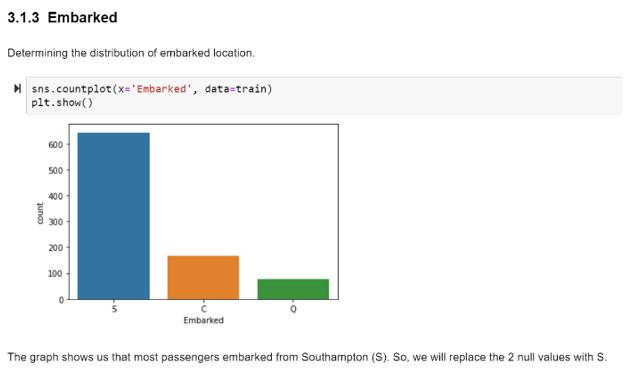 3.1.3 Embarked
Determining the distribution of embarked location.
sns.countplot(x='Embarked', data=train)
plt.show()
600
500
400
300
200
100
0
count
S
C
Q
Embarked
The graph shows us that most passengers embarked from Southampton (S). So, we will replace the 2 null values with S.